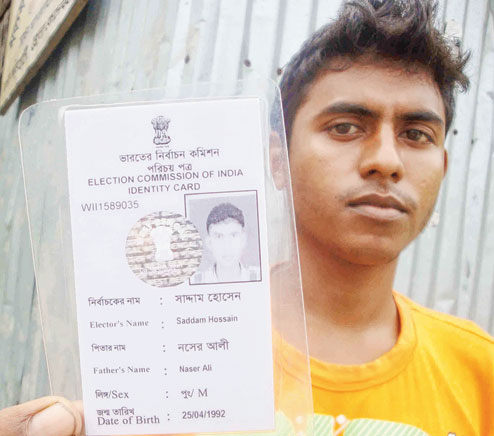 ভারতের নির্বাচন কমিশন
পরিচয় পত্র
ELECTION COMMISSION OF INDIA
IDENTITY CARD
WII1589035
নির্বাচকের নাম : সাদ্দাম হোসেন
Elector's Name : Saddam Hossain
পিতার নাম : নসের আলী
Father's Name : Naser Ali
লিঙ্গ/Sex : পুং/ M
জন্ম তারিখ
Date of Birth : 25/04/1992